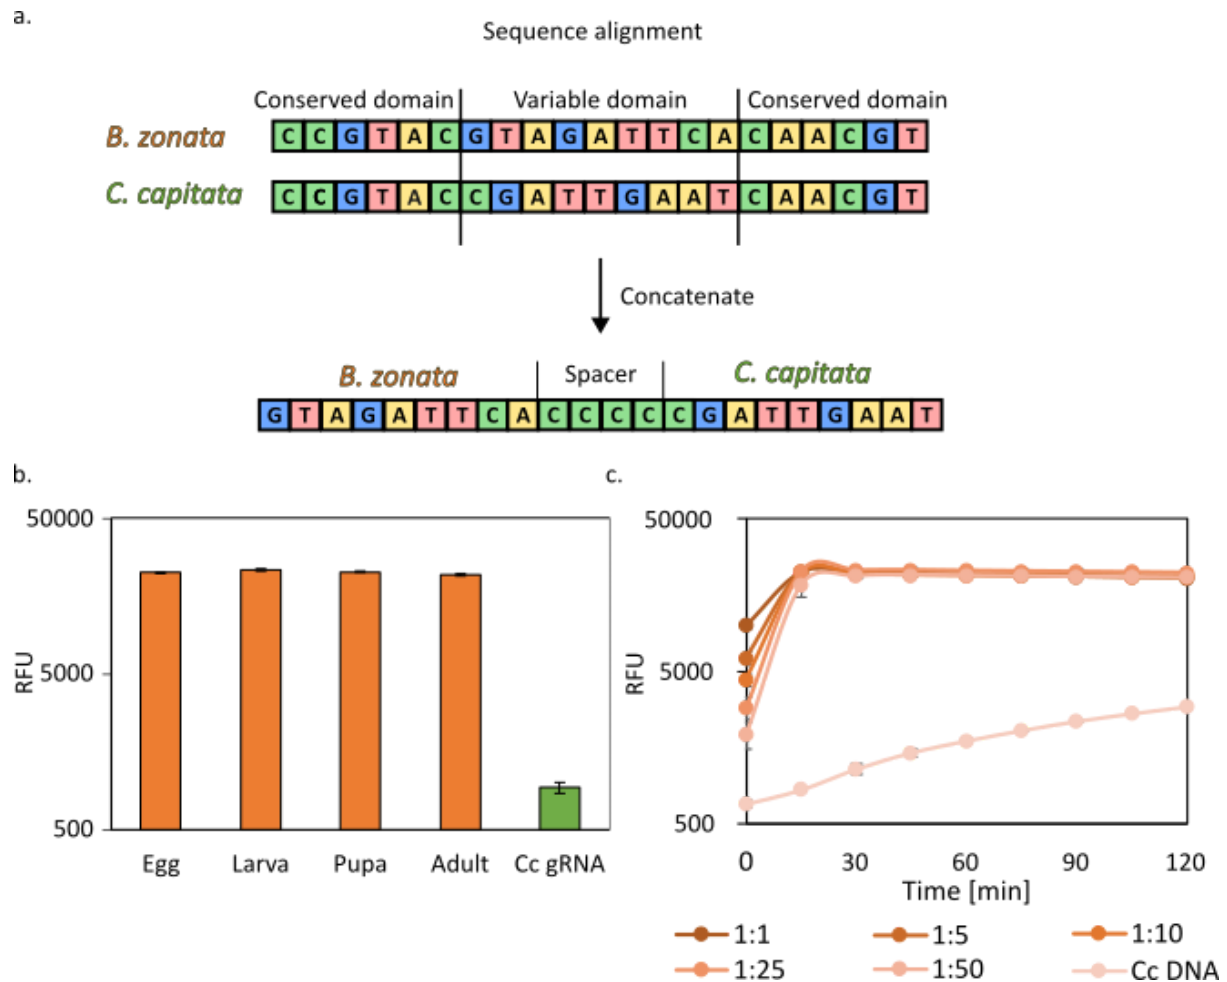 a.
Sequence alignment
Conserved domain Variable domain Conserved domain
B. zonata C C G T A C G T A G A T T C A C A A C G T
C. capitata C C G T A C C G A T T G A A T C A A C G T
Concatenate
B. zonata Spacer C. capitata
G T A G A T T C A C C C C C G A T T G A A T
b.
50000
5000
500
RFU
Egg Larva Pupa Adult Cc gRNA
c.
50000
5000
500
RFU
0 30 60 90 120
Time [min]
1:1 1:5 1:10
1:25 1:50 Cc DNA